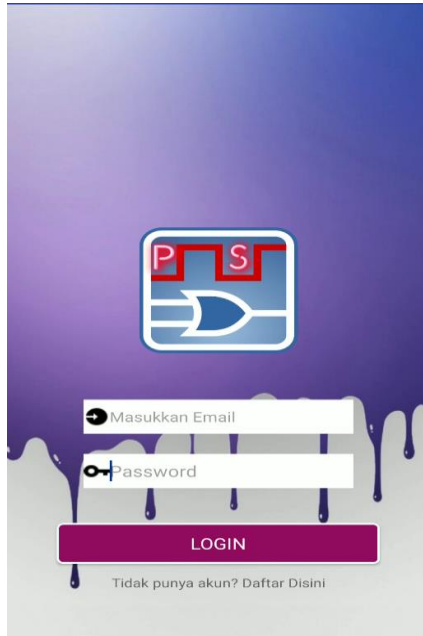 P S
Masukkan Email
Password
LOGIN
Tidak punya akun? Daftar Disini